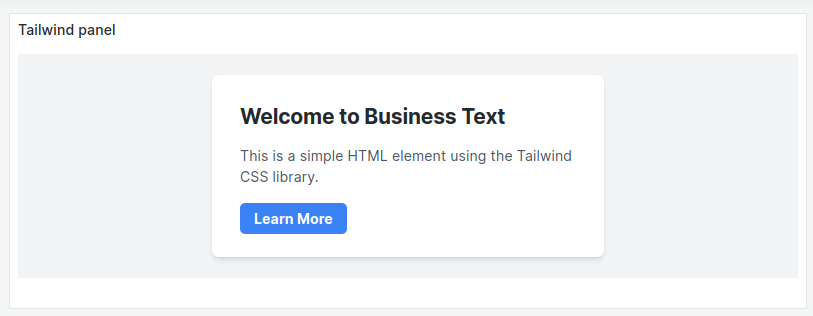 Tailwind panel
Welcome to Business Text
This is a simple HTML element using the Tailwind
CSS library.
Learn More